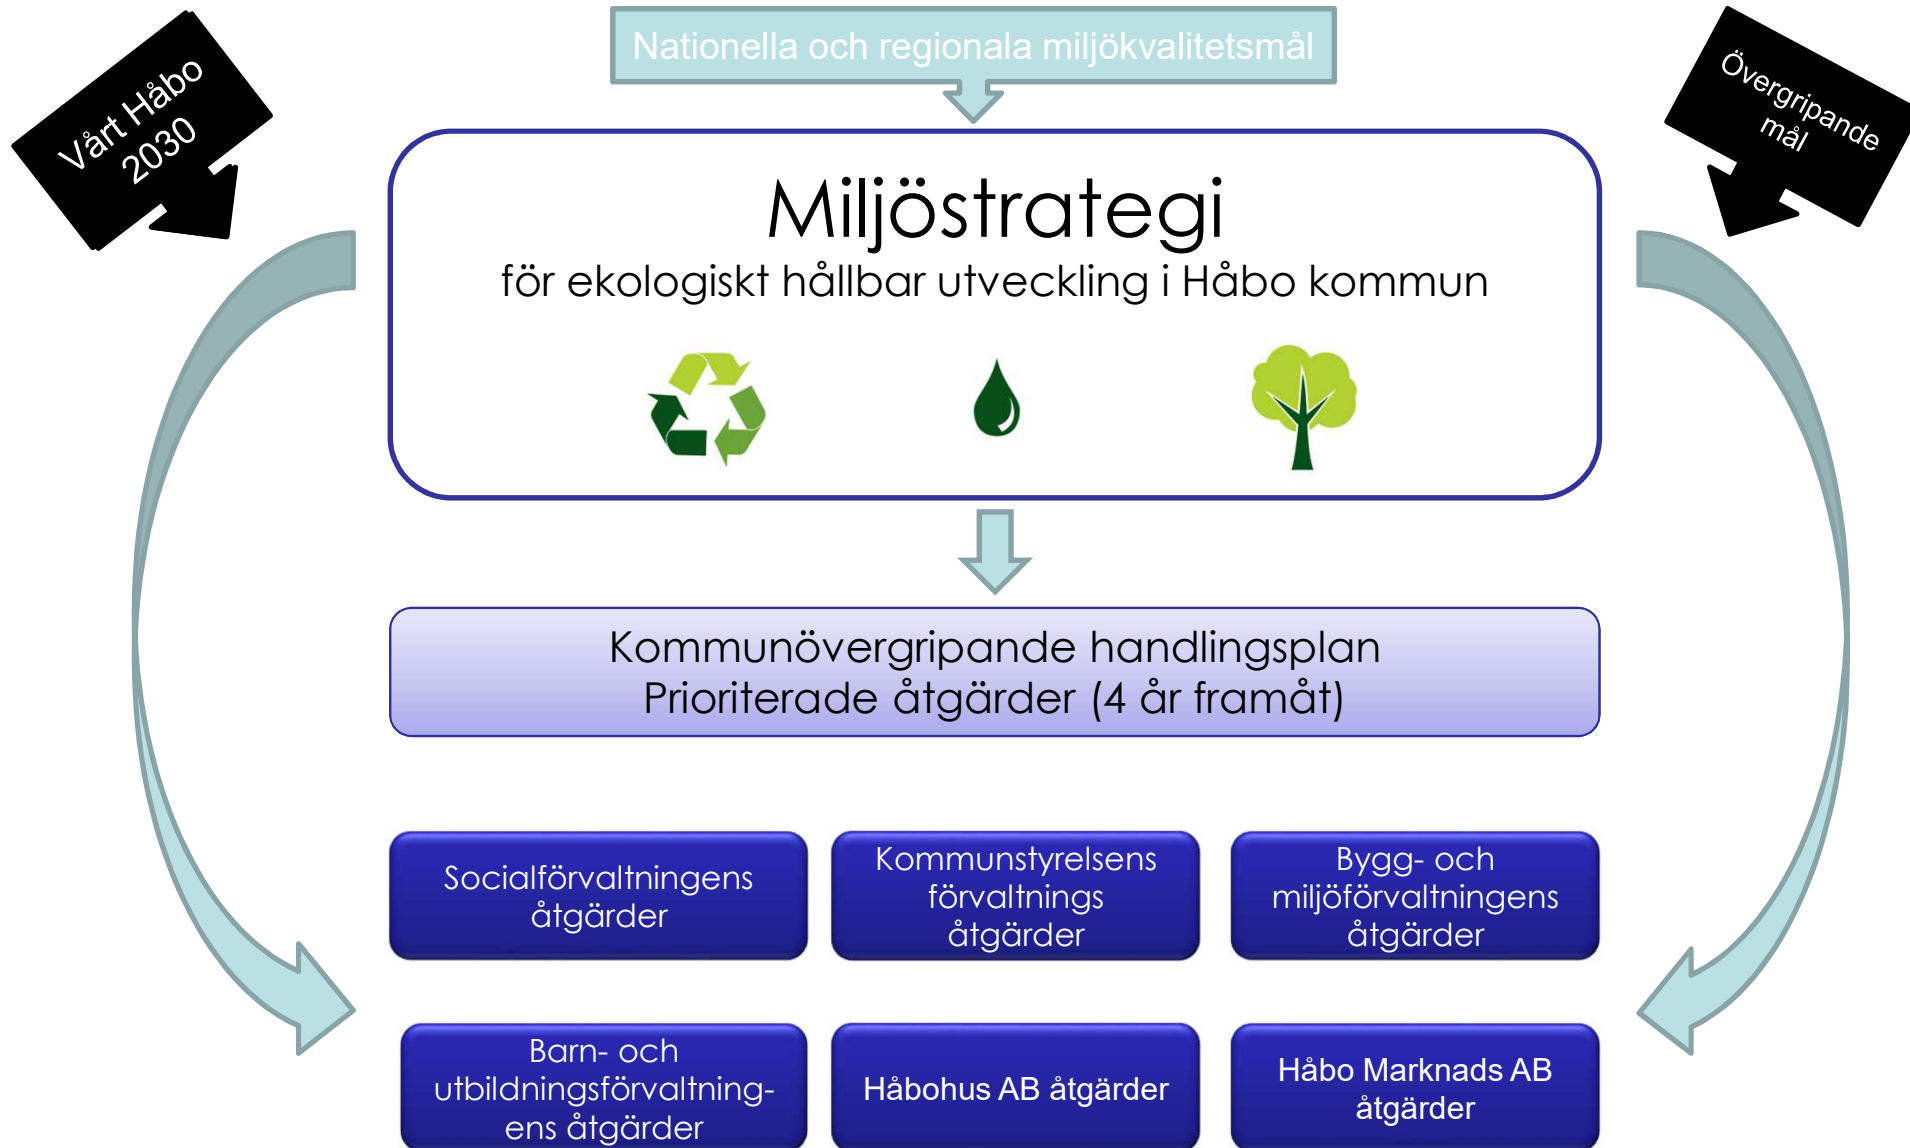 Nationella och regionala miljökvalitetsmål
Vårt Håbo
2030
Övergripande
mål
Miljöstrategi
för ekologiskt hållbar utveckling i Håbo kommun
Kommunövergripande handlingsplan
Prioriterade åtgärder (4 år framåt)
Socialförvaltningens
åtgärder
Kommunstyrelsens
förvaltnings
åtgärder
Bygg- och
miljöförvaltningens
åtgärder
Barn- och
utbildningsförvaltning-
ens åtgärder
Håbohus AB åtgärder
Håbo Marknads AB
åtgärder